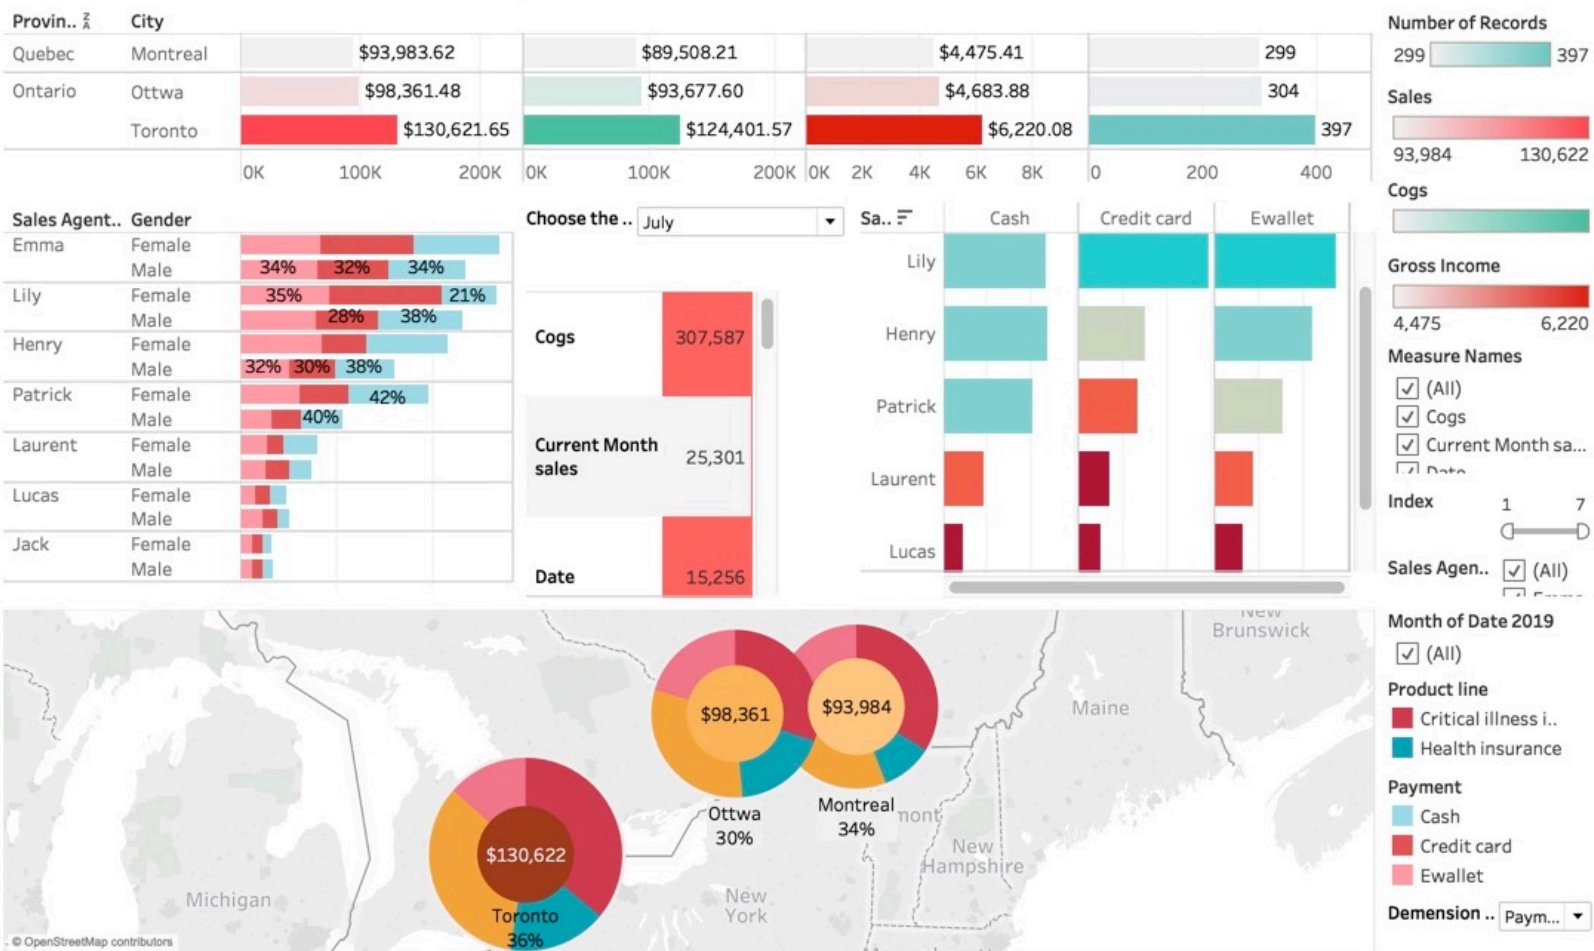 Provin.. City
Quebec Montreal $93,983.62 $89,508.21 $4,475.41 299
Ontario Ottwa $98,361.48 $93,677.60 $4,683.88 304
Toronto $130,621.65 $124,401.57 $6,220.08 397
0K 100K 200K 0K 100K 200K 0K 2K 4K 6K 8K 0 200 400
Number of Records
299 397
Sales
93,984 130,622
Cogs
Gross Income
4,475 6,220
Measure Names
(All)
Cogs
Current Month sa...
Date
Index 1 7
Sales Agen.. (All)
Emma
Sales Agent.. Gender
Emma Female
Male 34% 32% 34%
Lily Female 35% 21%
Male 28% 38%
Henry Female
Male 32% 30% 38%
Patrick Female 42%
Male 40%
Laurent Female
Male
Lucas Female
Male
Jack Female
Male
Choose the .. July
Cogs 307,587
Current Month
sales 25,301
Date 15,256
Sa.. Cash Credit card Ewallet
Lily
Henry
Patrick
Laurent
Lucas
New
Brunswick
Maine
$98,361
$93,984
Ottwa
30%
Montreal
34%
mont
New
Hampshire
$130,622
Toronto
36%
Michigan
New
York
© OpenStreetMap contributors
Month of Date 2019
(All)
Product line
Critical illness i..
Health insurance
Payment
Cash
Credit card
Ewallet
Demension .. Paym...